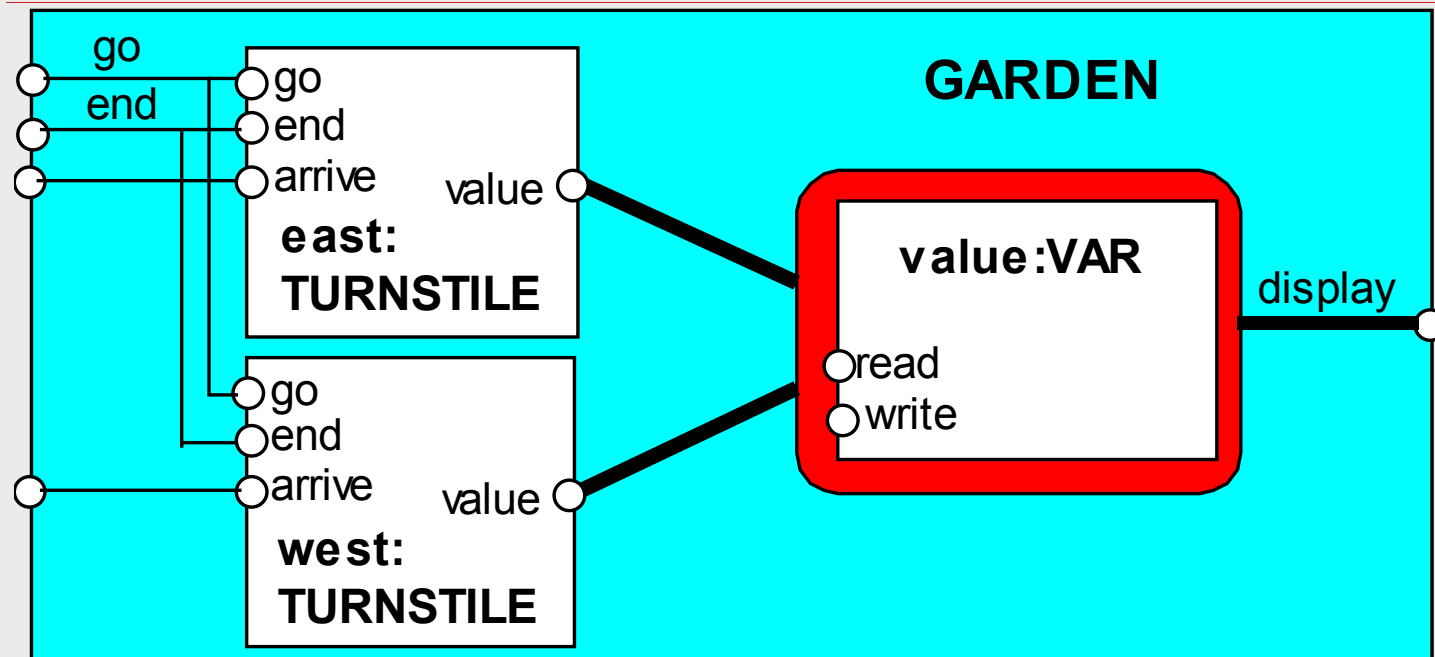 go
end
GARDEN
go
end
arrive
value
east:
TURNSTILE
value:VAR
read
write
display
go
end
arrive
value
west:
TURNSTILE